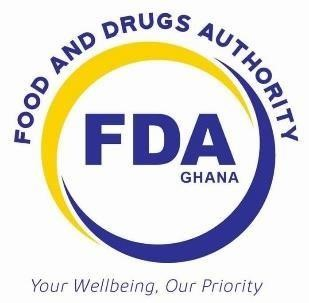 FOOD AND DRUGS AUTHORITY
FDA
GHANA
Your Wellbeing, Our Priority